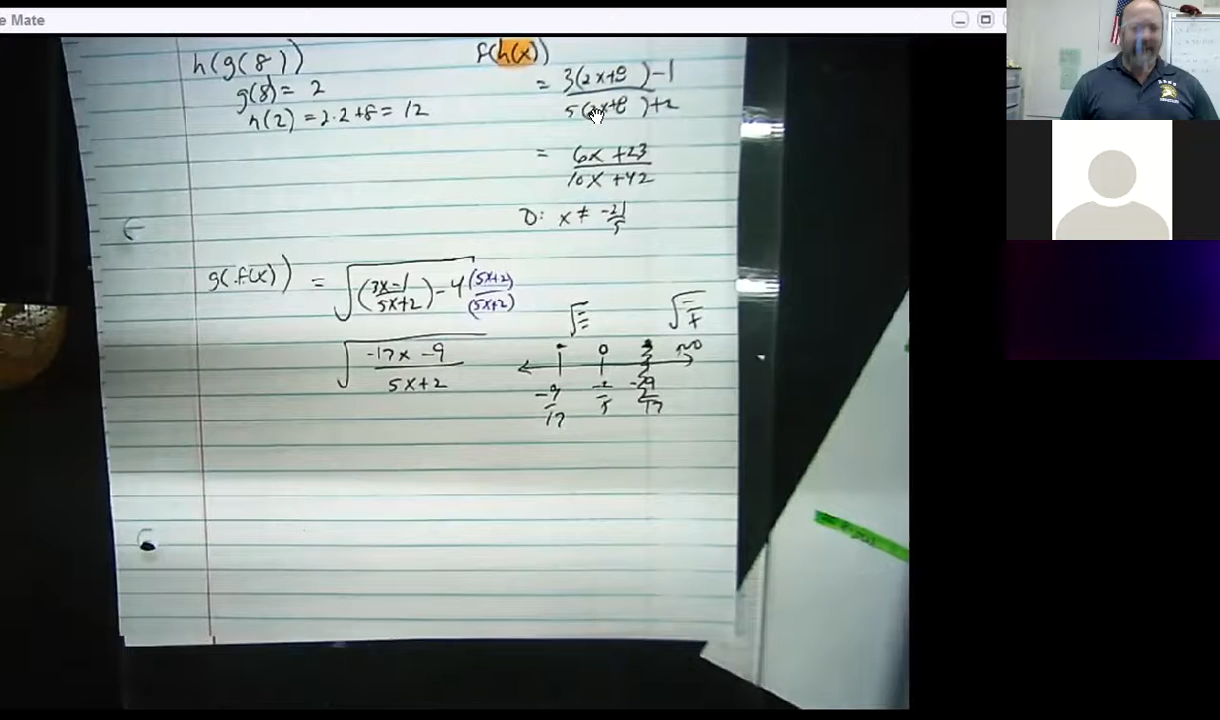 e Mate
h(g(8))
g(8) = 2
h(2) = 2·2+8 = 12
f(h(x))
= 3(2x+8 )-1
5(2x+8 )+2
= 6x +23
10x +42
D: x ≠ -21
5
g(f(x)) = √(3x-1 / 5x+2) - 4 (5x+2)/(5x+2)
√ -17x -9
5x+2
√ - / -
√ - / +
0
NO
-9/17
-2/5